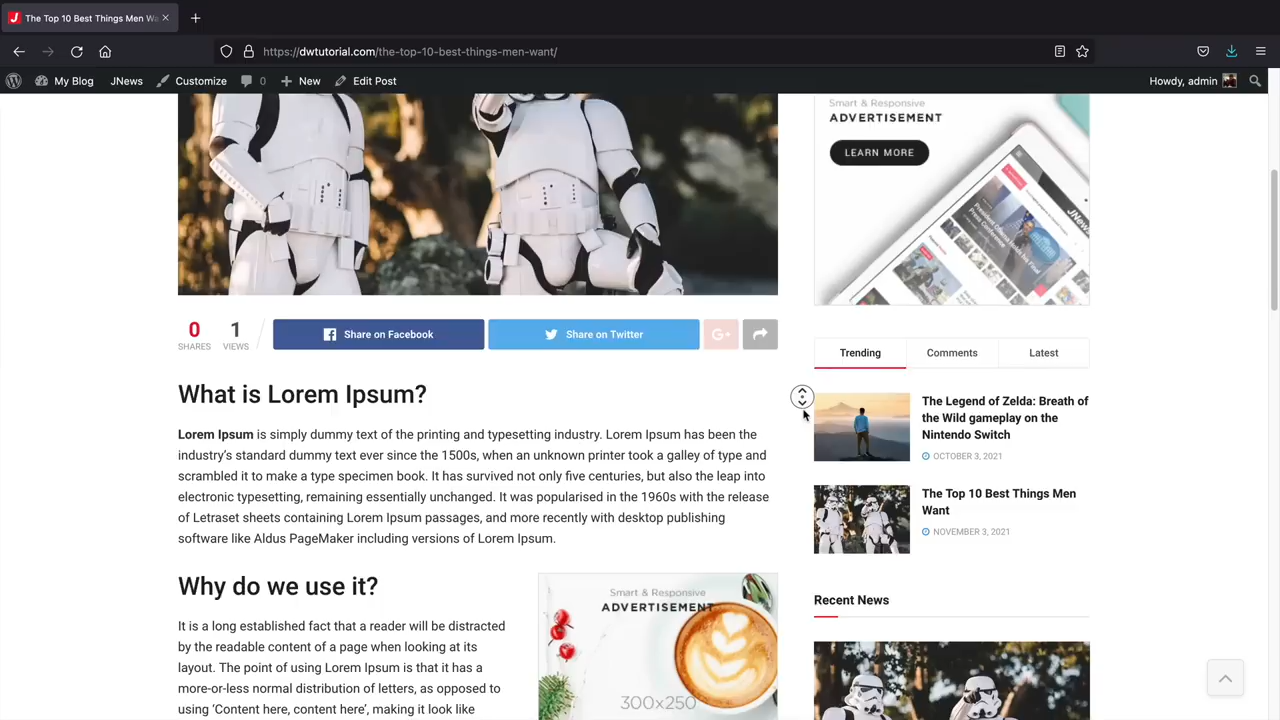 The Top 10 Best Things Men Wa
https://dwtutorial.com/the-top-10-best-things-men-want/
My Blog JNews Customize 0 New Edit Post Howdy, admin
Smart & Responsive
ADVERTISEMENT
LEARN MORE
0
SHARES
1
VIEWS
Share on Facebook
Share on Twitter
G+
What is Lorem Ipsum?
Lorem Ipsum is simply dummy text of the printing and typesetting industry. Lorem Ipsum has been the
industry's standard dummy text ever since the 1500s, when an unknown printer took a galley of type and
scrambled it to make a type specimen book. It has survived not only five centuries, but also the leap into
electronic typesetting, remaining essentially unchanged. It was popularised in the 1960s with the release
of Letraset sheets containing Lorem Ipsum passages, and more recently with desktop publishing
software like Aldus PageMaker including versions of Lorem Ipsum.
Why do we use it?
It is a long established fact that a reader will be distracted
by the readable content of a page when looking at its
layout. The point of using Lorem Ipsum is that it has a
more-or-less normal distribution of letters, as opposed to
using 'Content here, content here', making it look like
Smart & Responsive
ADVERTISEMENT
300x250
Trending Comments Latest
The Legend of Zelda: Breath of
the Wild gameplay on the
Nintendo Switch
OCTOBER 3, 2021
The Top 10 Best Things Men
Want
NOVEMBER 3, 2021
Recent News